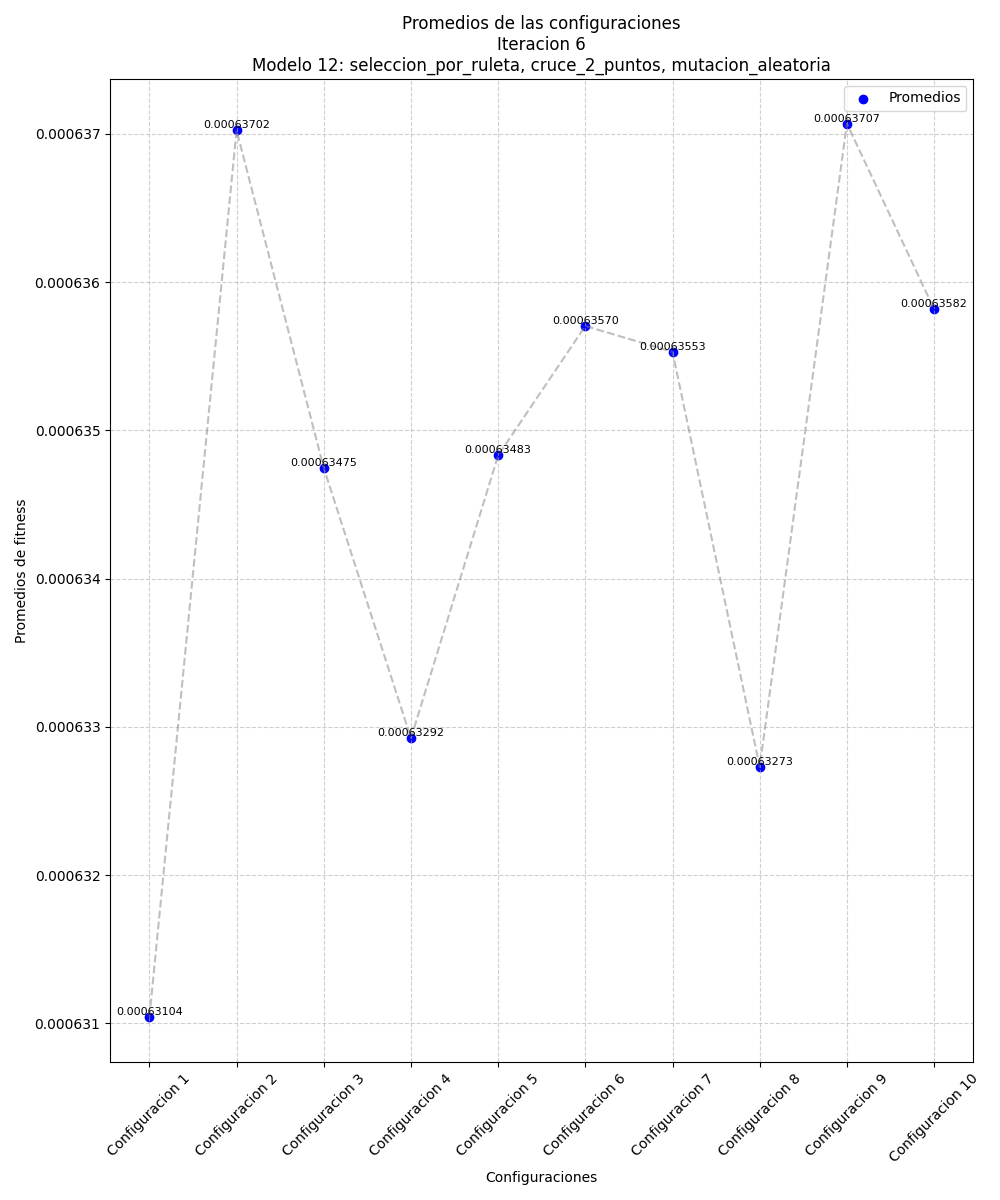 Promedios de las configuraciones
Iteracion 6
Modelo 12: seleccion_por_ruleta, cruce_2_puntos, mutacion_aleatoria
Promedios
0.00063702
0.00063707
0.000637
0.000636
0.00063582
0.00063570
0.00063553
0.000635
0.00063483
0.00063475
0.000634
0.000633
0.00063292
0.00063273
0.000632
0.00063104
0.000631
Promedios de fitness
Configuracion 1
Configuracion 2
Configuracion 3
Configuracion 4
Configuracion 5
Configuracion 6
Configuracion 7
Configuracion 8
Configuracion 9
Configuracion 10
Configuraciones